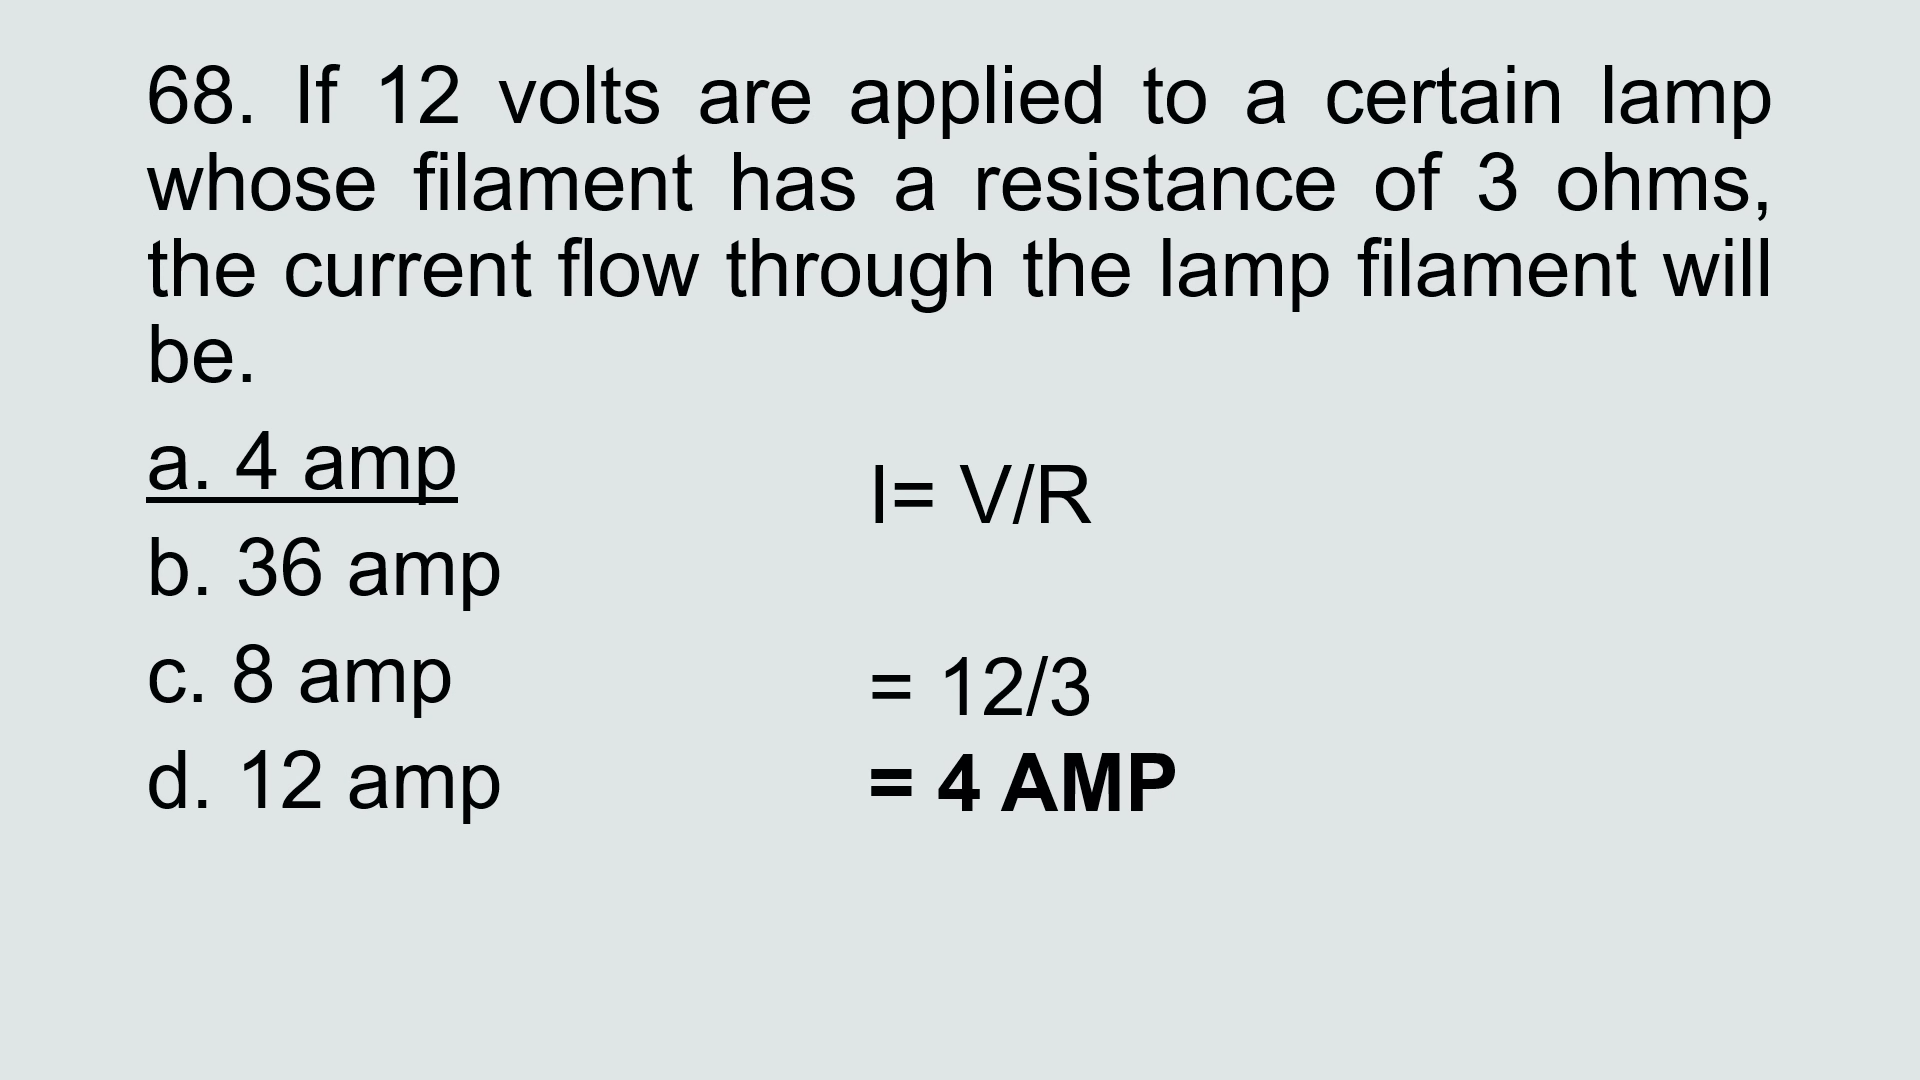 68. If 12 volts are applied to a certain lamp
whose filament has a resistance of 3 ohms,
the current flow through the lamp filament will
be.
a. 4 amp
b. 36 amp
c. 8 amp
d. 12 amp
I= V/R
= 12/3
= 4 AMP